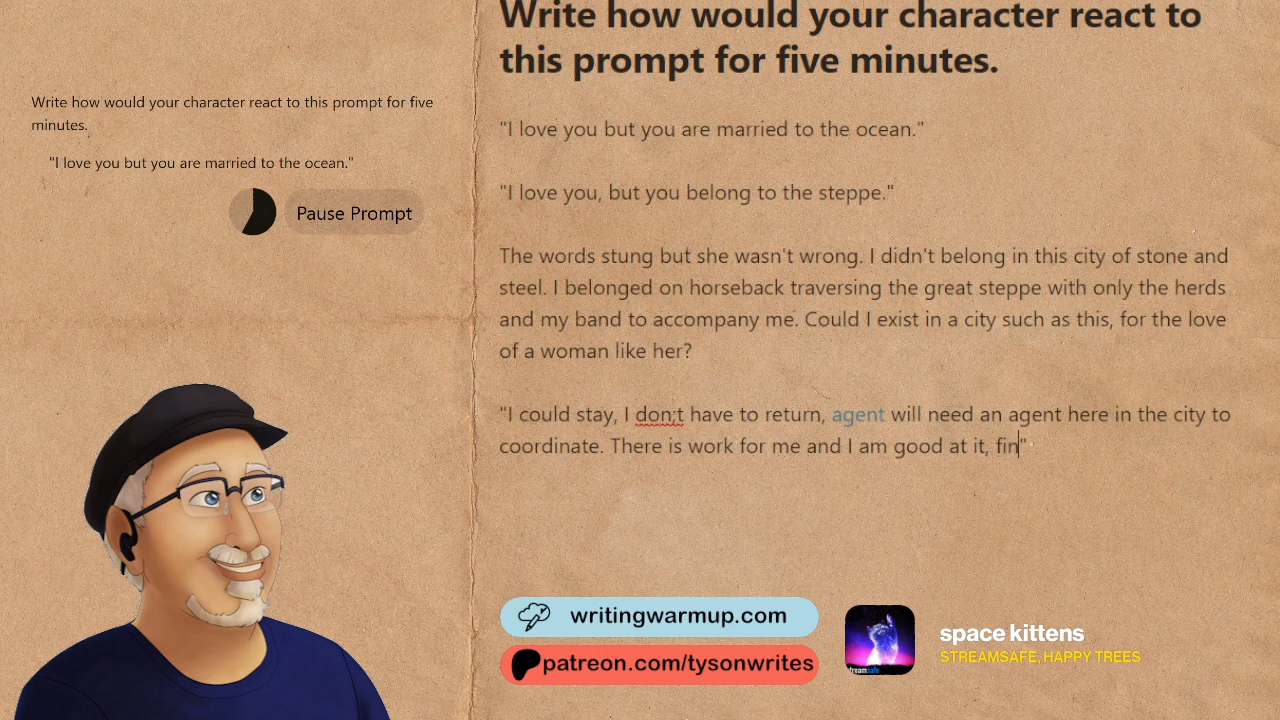 Write how would your character react to this prompt for five
minutes.
"I love you but you are married to the ocean."
Pause Prompt
Write how would your character react to
this prompt for five minutes.
"I love you but you are married to the ocean."
"I love you, but you belong to the steppe."
The words stung but she wasn't wrong. I didn't belong in this city of stone and
steel. I belonged on horseback traversing the great steppe with only the herds
and my band to accompany me. Could I exist in a city such as this, for the love
of a woman like her?
"I could stay, I don;t have to return, agent will need an agent here in the city to
coordinate. There is work for me and I am good at it, fin"
writingwarmup.com
patreon.com/tysonwrites
space kittens
STREAMSAFE, HAPPY TREES